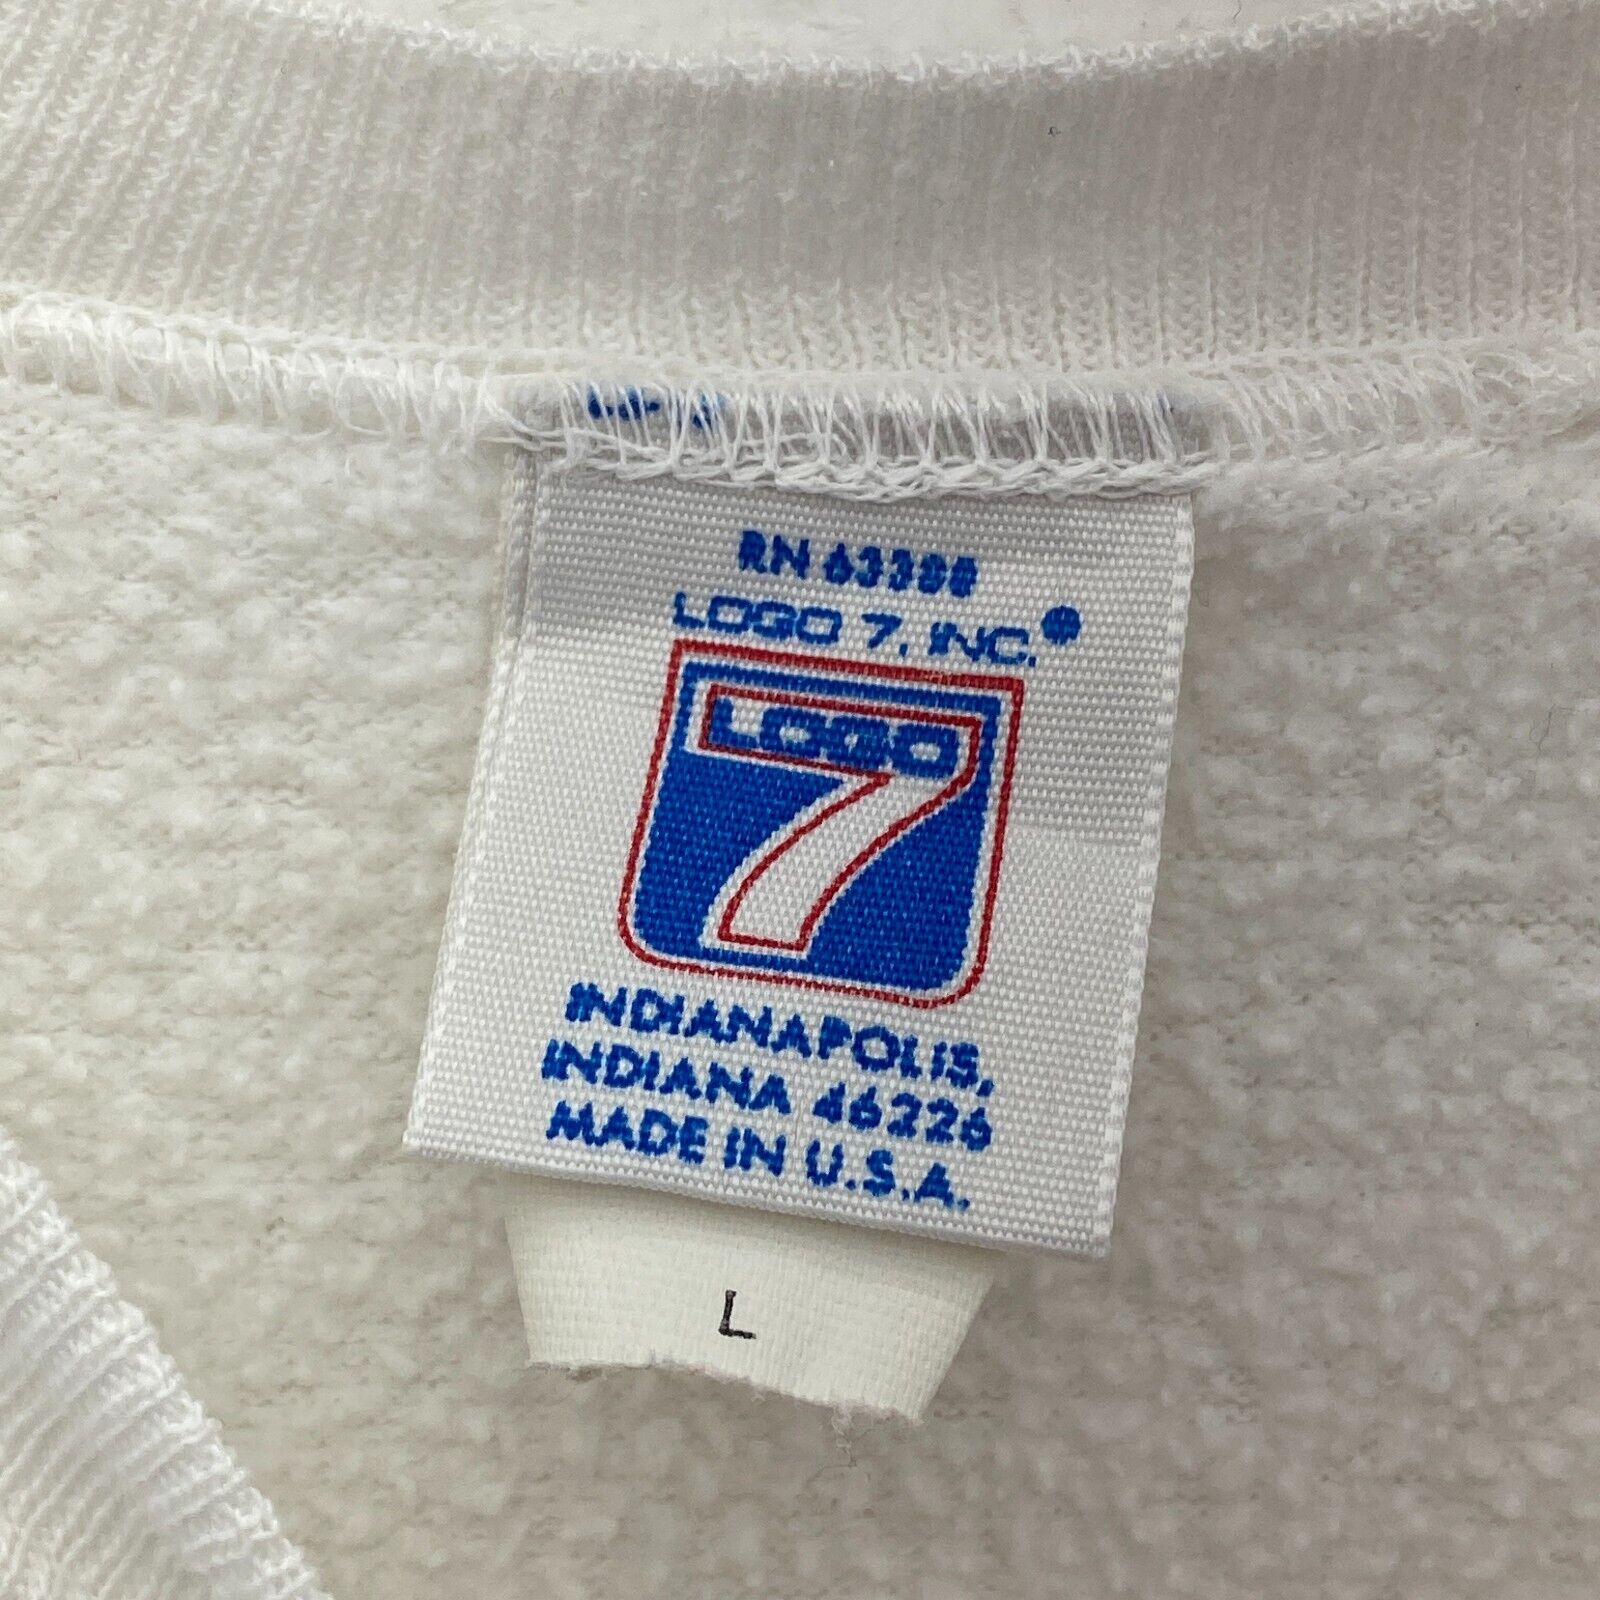 RN 63388
LOGO 7, INC.®
LOGO
7
INDIANAPOLIS,
INDIANA 46226
MADE IN U.S.A.
L